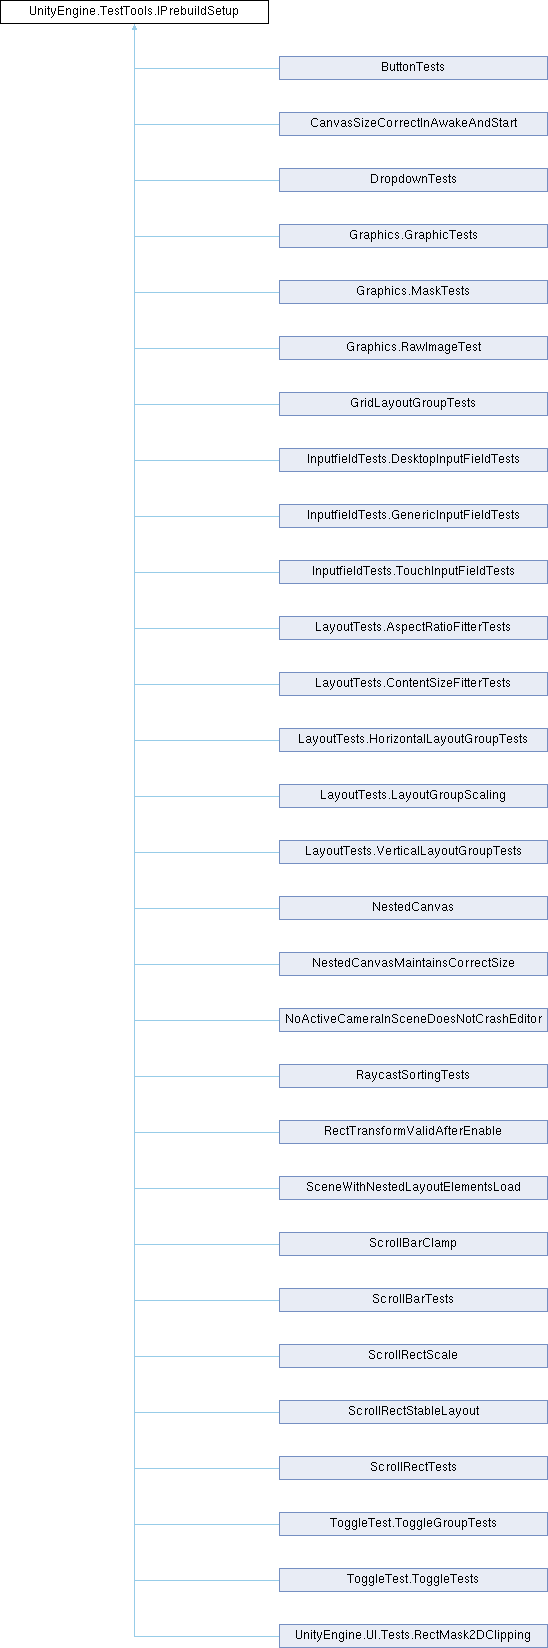 UnityEngine.TestTools.IPrebuildSetup
ButtonTests
CanvasSizeCorrectInAwakeAndStart
DropdownTests
Graphics.GraphicTests
Graphics.MaskTests
Graphics.RawImageTest
GridLayoutGroupTests
InputfieldTests.DesktopInputFieldTests
InputfieldTests.GenericInputFieldTests
InputfieldTests.TouchInputFieldTests
LayoutTests.AspectRatioFitterTests
LayoutTests.ContentSizeFitterTests
LayoutTests.HorizontalLayoutGroupTests
LayoutTests.LayoutGroupScaling
LayoutTests.VerticalLayoutGroupTests
NestedCanvas
NestedCanvasMaintainsCorrectSize
NoActiveCameraInSceneDoesNotCrashEditor
RaycastSortingTests
RectTransformValidAfterEnable
SceneWithNestedLayoutElementsLoad
ScrollBarClamp
ScrollBarTests
ScrollRectScale
ScrollRectStableLayout
ScrollRectTests
ToggleTest.ToggleGroupTests
ToggleTest.ToggleTests
UnityEngine.UI.Tests.RectMask2DClipping